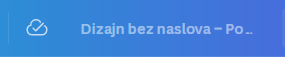 Dizajn bez naslova – Po...